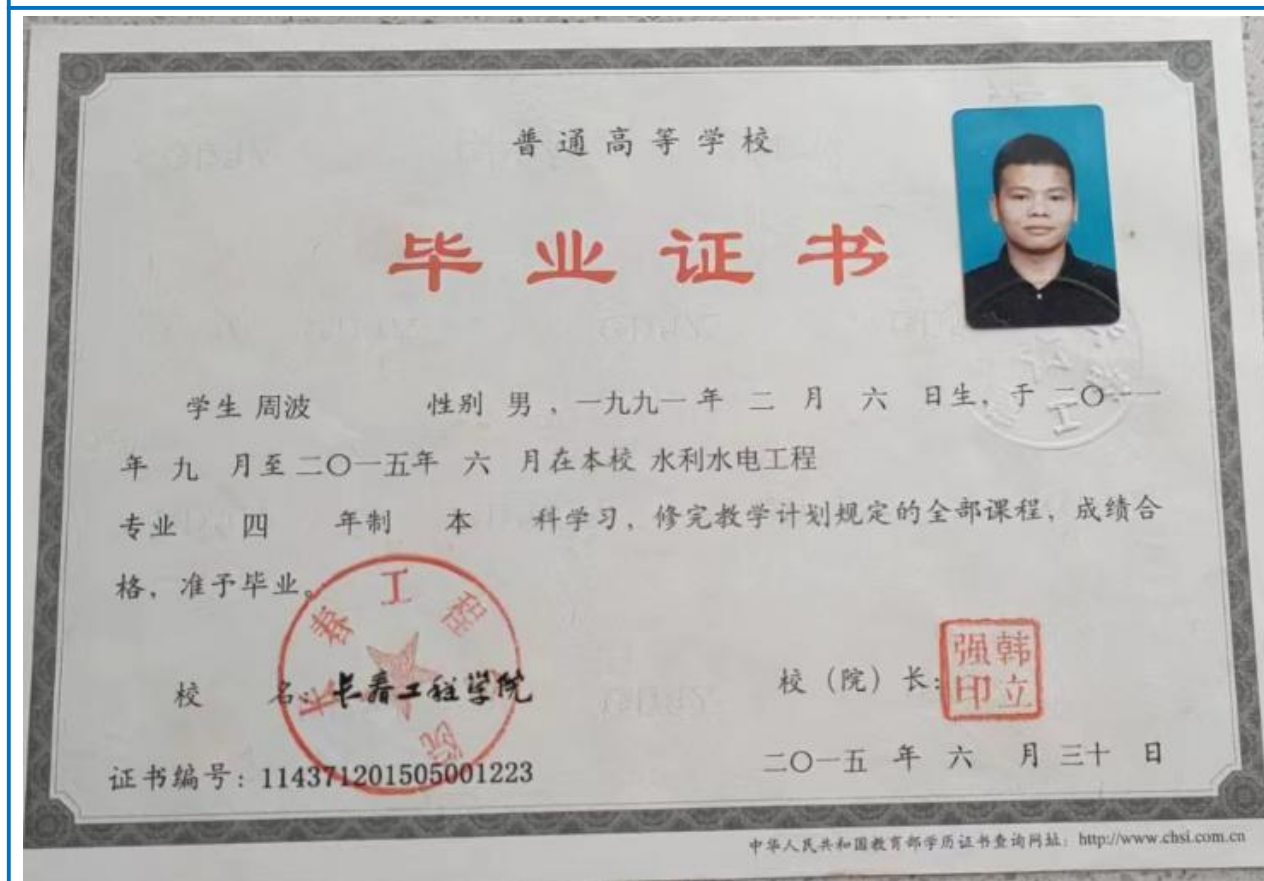 普通高等学校
毕业证书
学生 周波 性别 男 ，一九九一 年 二 月 六 日生，于 二〇一一
年 九 月至 二〇一五年 六 月在本校 水利水电工程
专业 四 年制 本 科学习，修完教学计划规定的全部课程，成绩合
格，准予毕业。
校 名：长春工程学院
长春工程学院
校（院）长：
韩立强印
证书编号：114371201505001223
二〇一五 年 六 月 三十 日
中华人民共和国教育部学历证书查询网址：http://www.chsi.com.cn